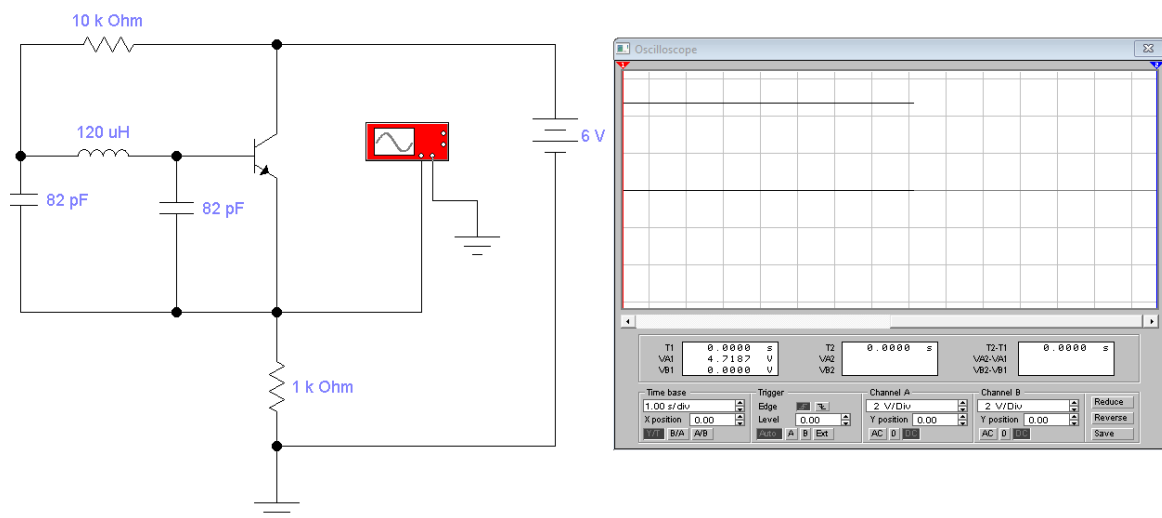 10 k Ohm
120 uH
82 pF
82 pF
6 V
1 k Ohm
Oscilloscope
1
2
T1 0.0000 s
VA1 4.7187 V
VB1 0.0000 V
T2 0.0000 s
VA2
VB2
T2-T1 0.0000 s
VA2-VA1
VB2-VB1
Time base
1.00 s/div
X position 0.00
Y/T B/A A/B
Trigger
Edge
Level 0.00
Auto A B Ext
Channel A
2 V/Div
Y position 0.00
AC 0 DC
Channel B
2 V/Div
Y position 0.00
AC 0 DC
Reduce
Reverse
Save